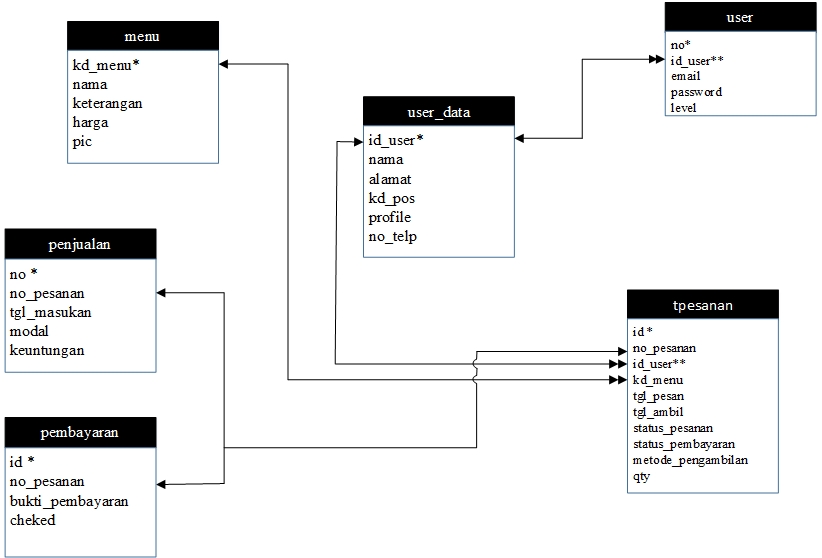 menu
kd_menu*
nama
keterangan
harga
pic
user
no*
id_user**
email
password
level
user_data
id_user*
nama
alamat
kd_pos
profile
no_telp
penjualan
no *
no_pesanan
tgl_masukan
modal
keuntungan
tpesanan
id *
no_pesanan
id_user**
kd_menu
tgl_pesan
tgl_ambil
status_pesanan
status_pembayaran
metode_pengambilan
qty
pembayaran
id *
no_pesanan
bukti_pembayaran
cheked